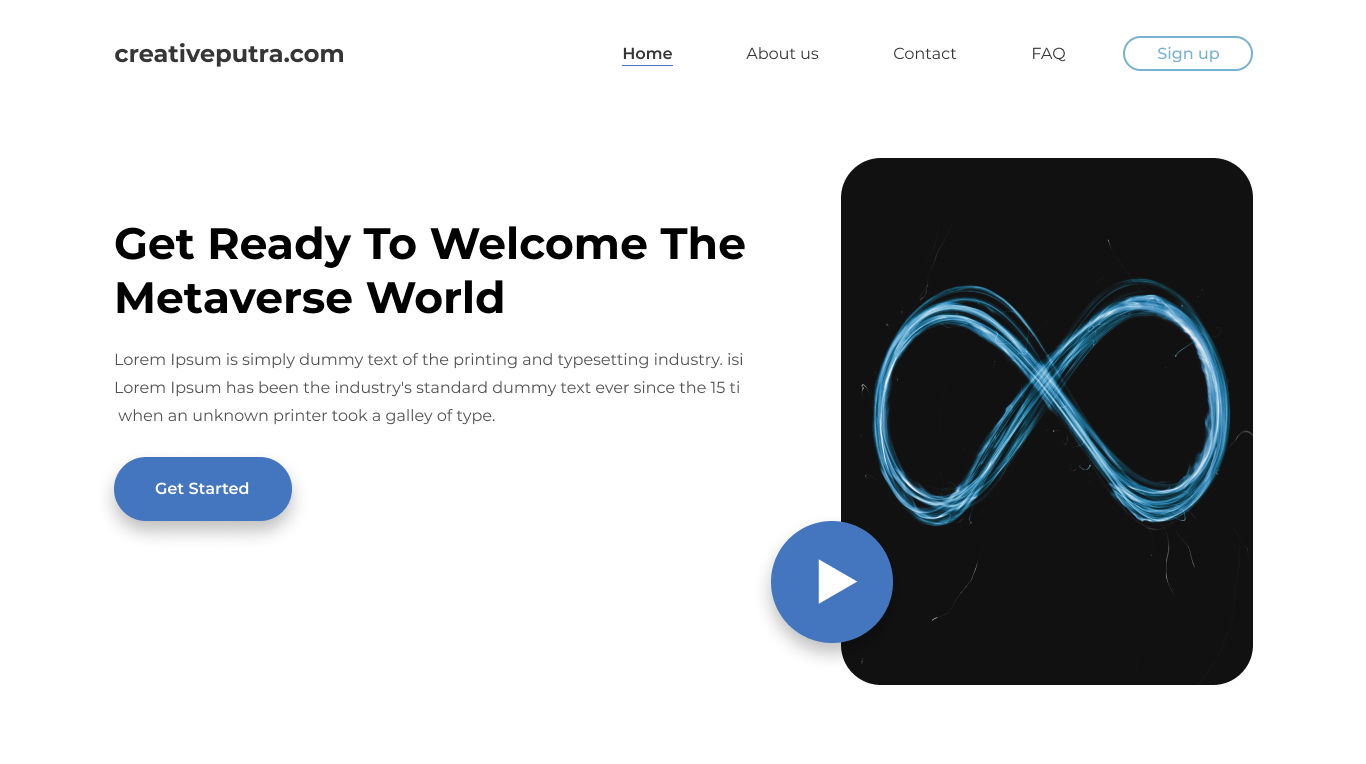 creativeputra.com
Home About us Contact FAQ Sign up
Get Ready To Welcome The
Metaverse World
Lorem Ipsum is simply dummy text of the printing and typesetting industry. isi
Lorem Ipsum has been the industry's standard dummy text ever since the 15 ti
when an unknown printer took a galley of type.
Get Started